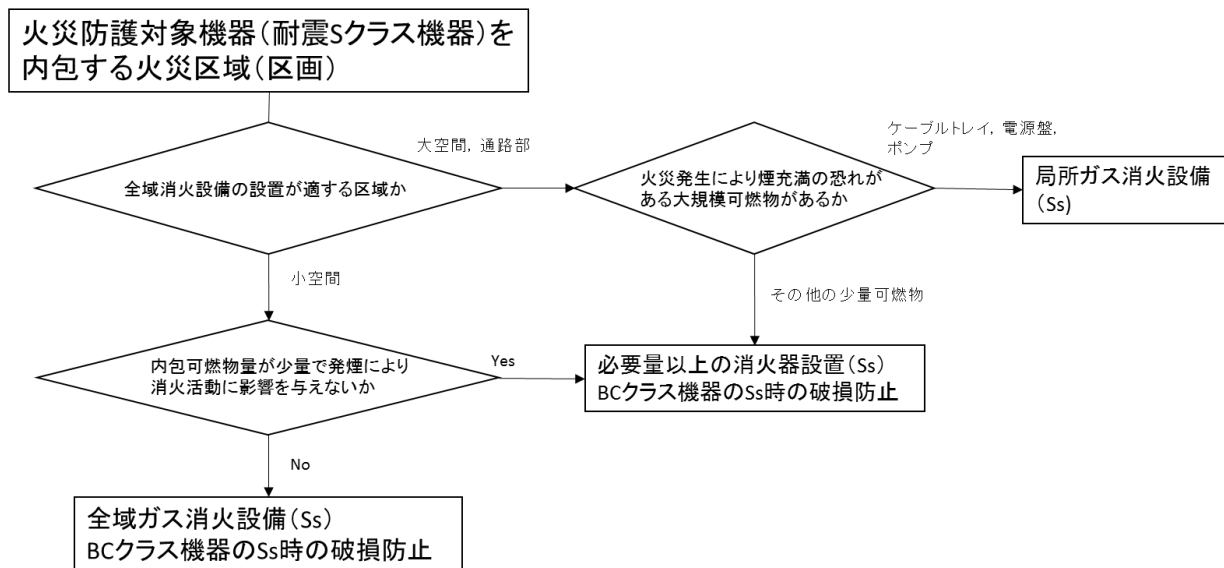 火災防護対象機器(耐震Sクラス機器)を
内包する火災区域(区画)
大空間, 通路部
ケーブルトレイ, 電源盤,
ポンプ
全域消火設備の設置が適する区域か
火災発生により煙充満の恐れが
ある大規模可燃物があるか
局所ガス消火設備
(Ss)
小空間
その他の少量可燃物
内包可燃物量が少量で発煙により
消火活動に影響を与えないか
Yes
必要量以上の消火器設置(Ss)
BCクラス機器のSs時の破損防止
No
全域ガス消火設備(Ss)
BCクラス機器のSs時の破損防止